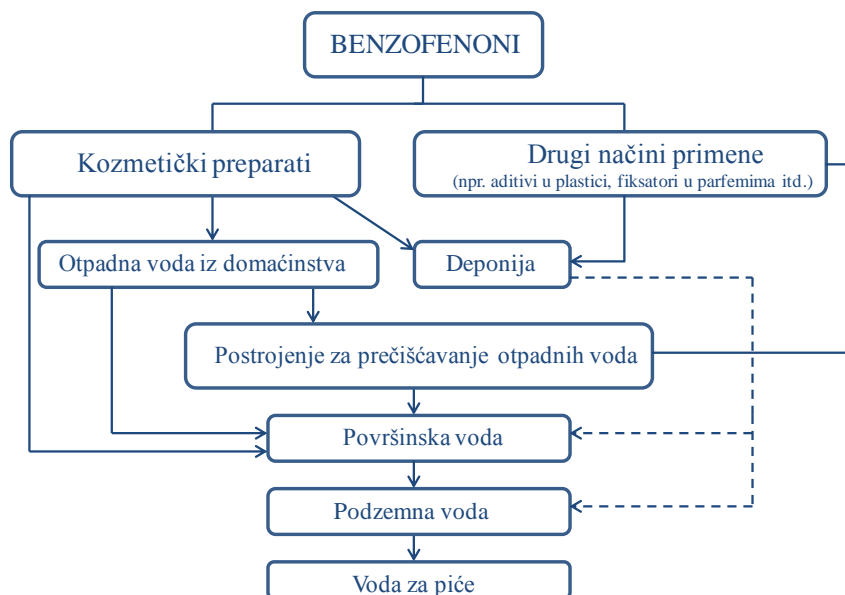 BENZOFENONI
Kozmetički preparati
Drugi načini primene
(npr. aditivi u plastici, fiksatori u parfemima itd.)
Otpadna voda iz domaćinstva
Deponija
Postrojenje za prečišćavanje otpadnih voda
Površinska voda
Podzemna voda
Voda za piće